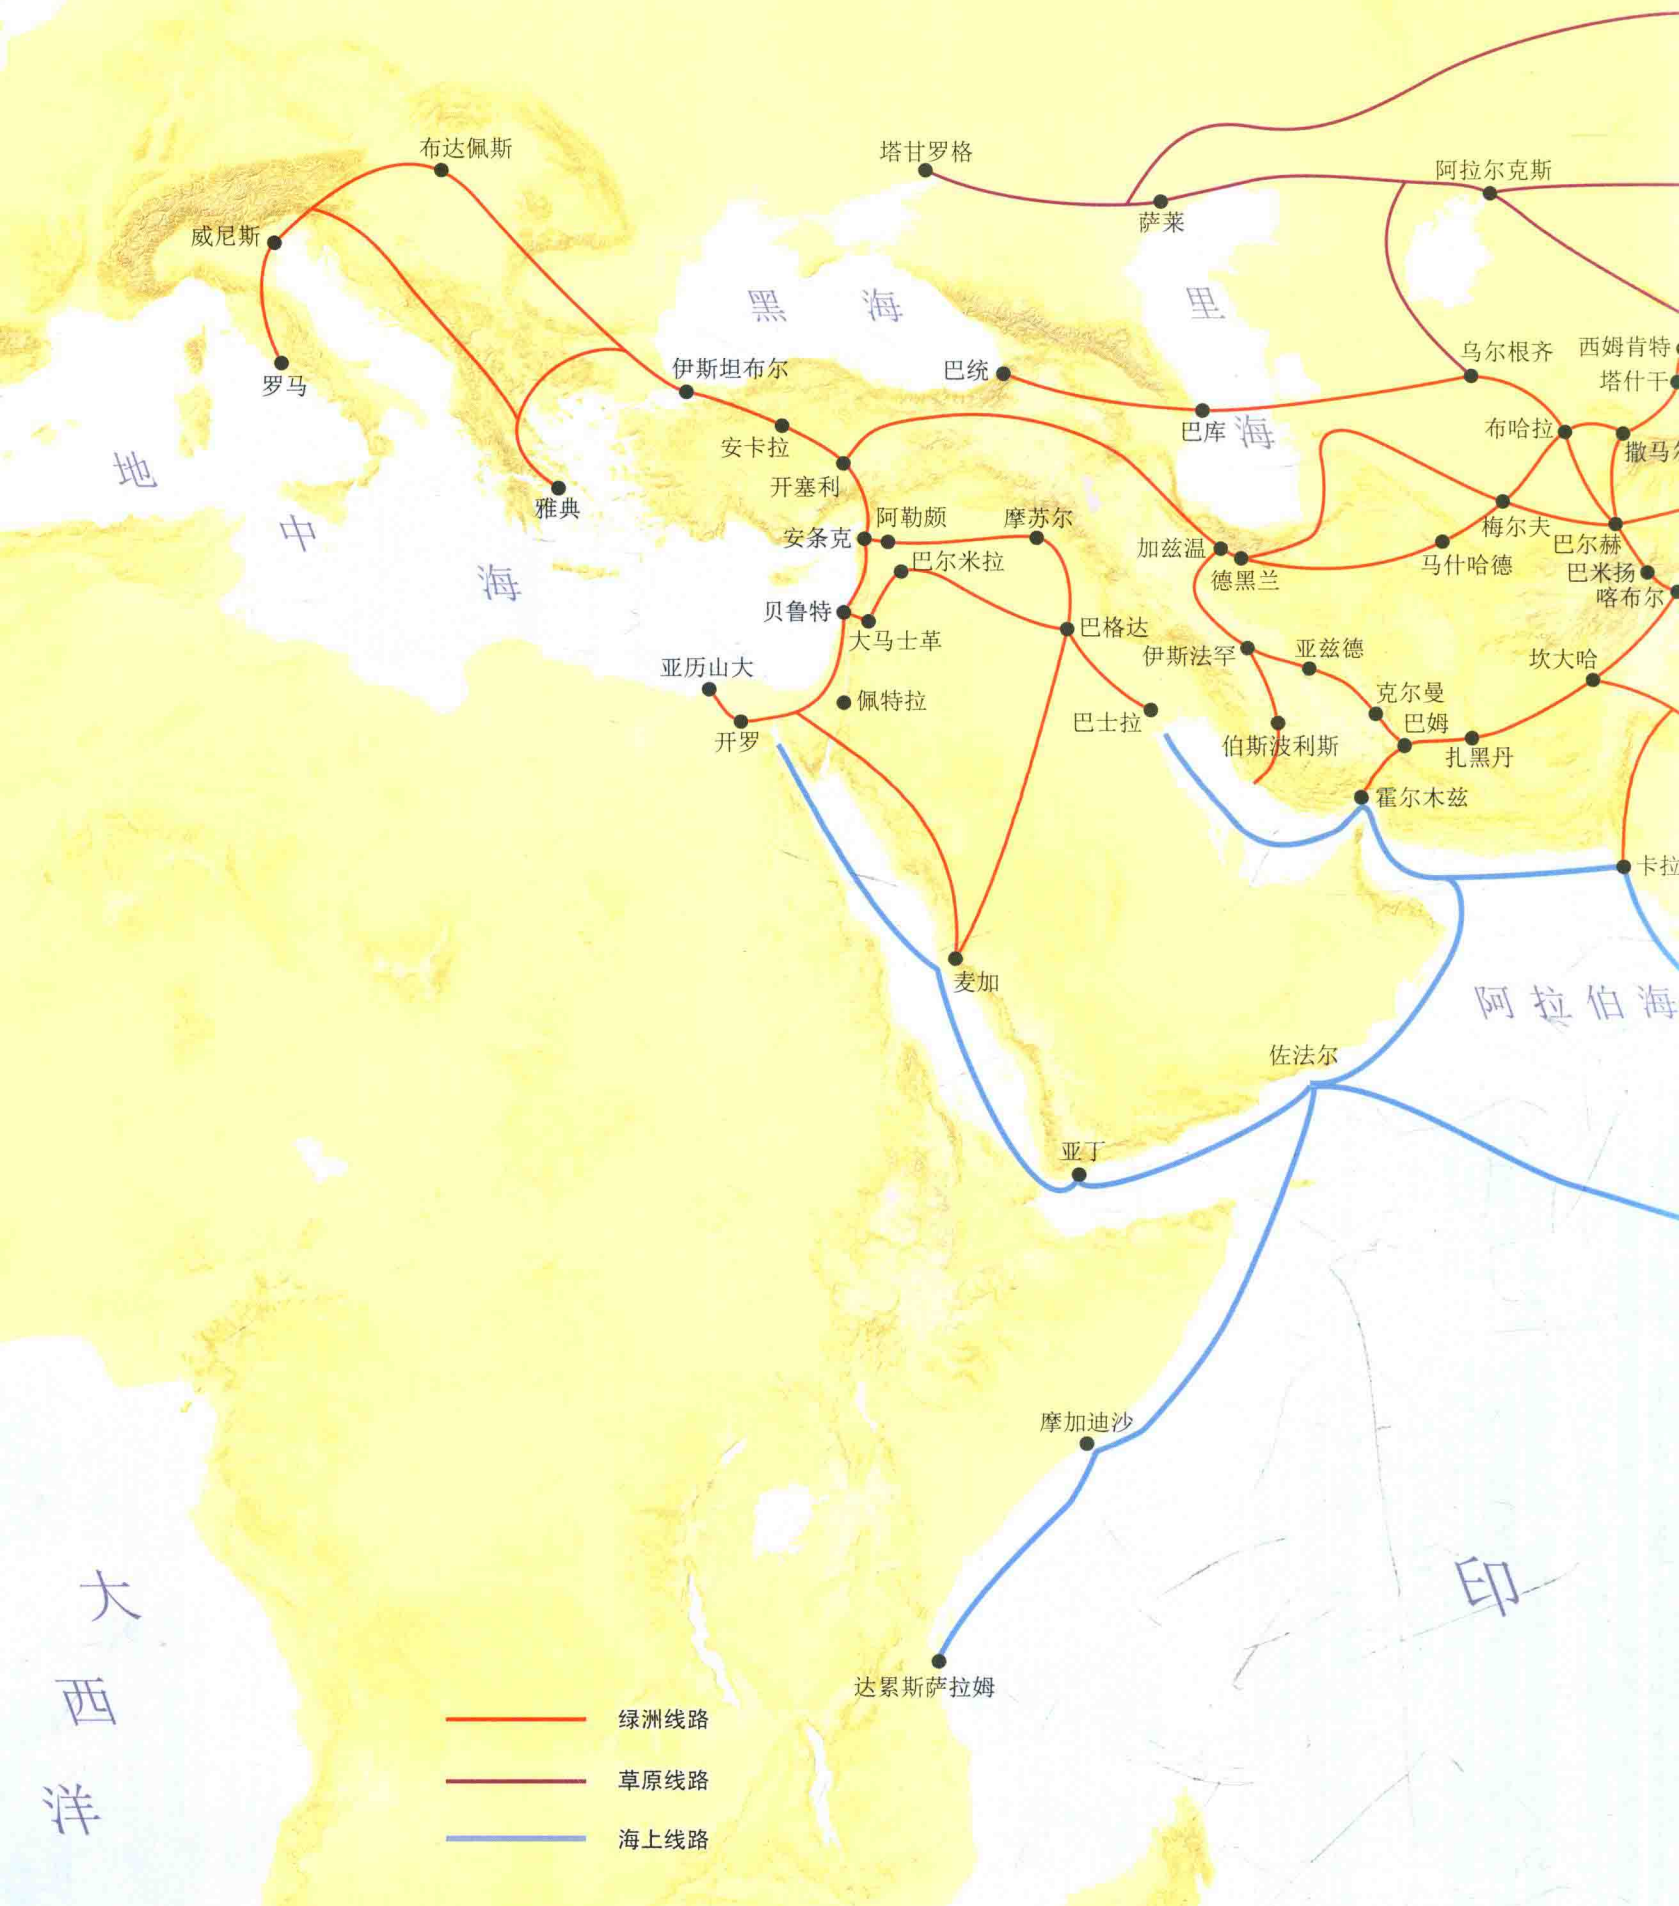 布达佩斯
塔甘罗格
阿拉尔克斯
威尼斯
萨莱
黑海
里海
罗马
伊斯坦布尔
巴统
乌尔根齐
西姆肯特
塔什干
安卡拉
巴库
布哈拉
撒马
地中海
开塞利
雅典
安条克
阿勒颇
摩苏尔
加兹温
德黑兰
梅尔夫
巴尔赫
马什哈德
巴米扬
喀布尔
巴尔米拉
贝鲁特
大马士革
巴格达
伊斯法罕
亚兹德
坎大哈
亚历山大
佩特拉
巴士拉
克尔曼
巴姆
开罗
伯斯波利斯
扎黑丹
霍尔木兹
卡拉
麦加
阿拉伯海
佐法尔
亚丁
摩加迪沙
印
大西洋
达累斯萨拉姆
绿洲线路
草原线路
海上线路